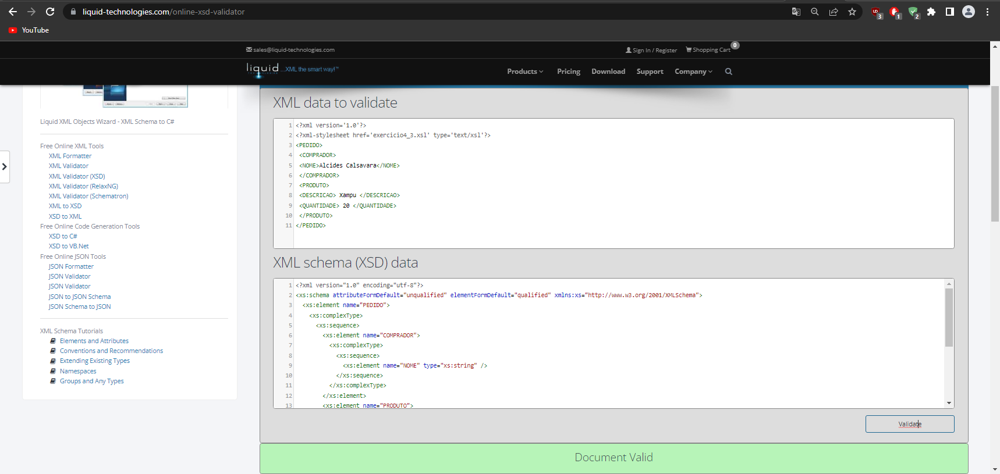 liquid-technologies.com/online-xsd-validator
3
1
2
YouTube
sales@liquid-technologies.com
Sign In / Register
Shopping Cart
0
liquid
...XML the smart way!™
Products
Pricing
Download
Support
Company
Liquid XML Objects Wizard - XML Schema to C#
Free Online XML Tools
XML Formatter
XML Validator
XML Validator (XSD)
XML Validator (RelaxNG)
XML Validator (Schematron)
XML to XSD
XSD to XML
Free Online Code Generation Tools
XSD to C#
XSD to VB.Net
Free Online JSON Tools
JSON Formatter
JSON Validator
JSON Validator
JSON to JSON Schema
JSON Schema to JSON
XML Schema Tutorials
Elements and Attributes
Conventions and Recommendations
Extending Existing Types
Namespaces
Groups and Any Types
XML data to validate
1 <?xml version='1.0'?>
2 <?xml-stylesheet href='exercicio4_3.xsl' type='text/xsl'?>
3 <PEDIDO>
4 <COMPRADOR>
5 <NOME>Alcides Calsavara</NOME>
6 </COMPRADOR>
7 <PRODUTO>
8 <DESCRICAO> Xampu </DESCRICAO>
9 <QUANTIDADE> 20 </QUANTIDADE>
10 </PRODUTO>
11 </PEDIDO>
XML schema (XSD) data
1 <?xml version="1.0" encoding="utf-8"?>
2 <xs:schema attributeFormDefault="unqualified" elementFormDefault="qualified" xmlns:xs="http://www.w3.org/2001/XMLSchema">
3 <xs:element name="PEDIDO">
4 <xs:complexType>
5 <xs:sequence>
6 <xs:element name="COMPRADOR">
7 <xs:complexType>
8 <xs:sequence>
9 <xs:element name="NOME" type="xs:string" />
10 </xs:sequence>
11 </xs:complexType>
12 </xs:element>
13 <xs:element name="PRODUTO">
Validate
Document Valid